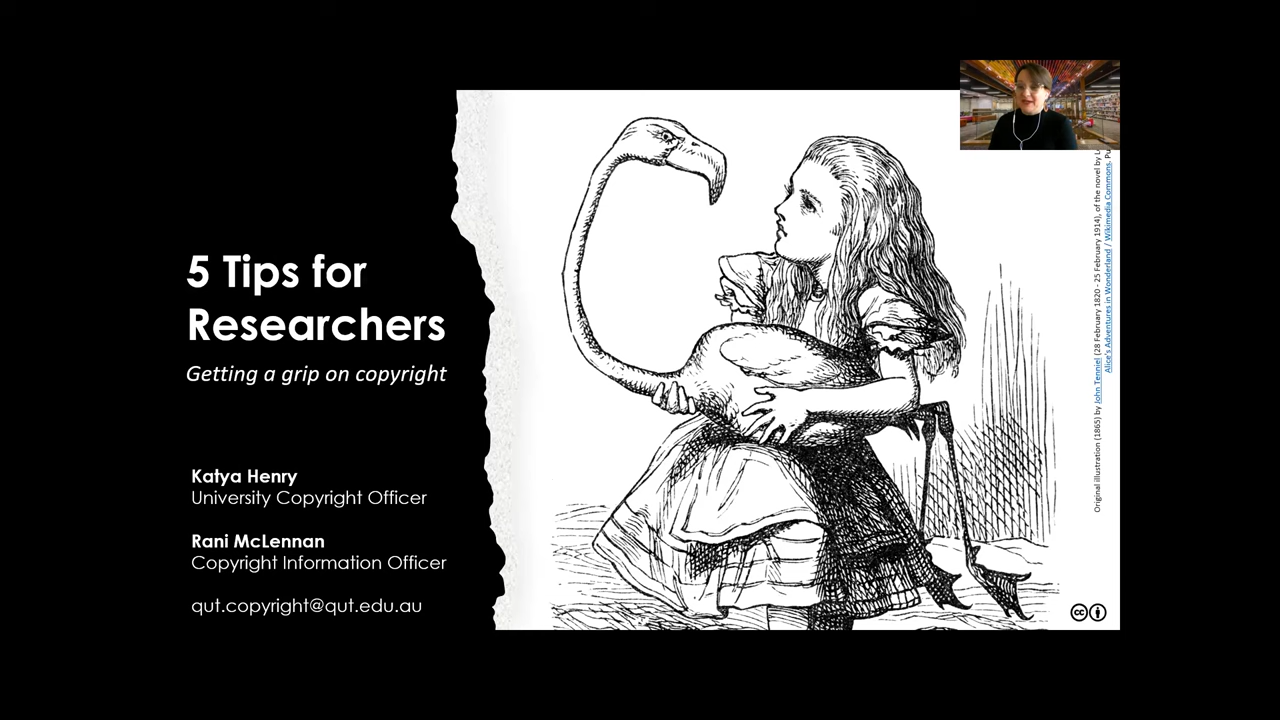 5 Tips for
Researchers
Getting a grip on copyright
Katya Henry
University Copyright Officer
Rani McLennan
Copyright Information Officer
qut.copyright@qut.edu.au
Original illustration (1865) by John Tenniel (28 February 1820 - 25 February 1914), of the novel by
Alice's Adventures in Wonderland / Wikimedia Commons.
cc